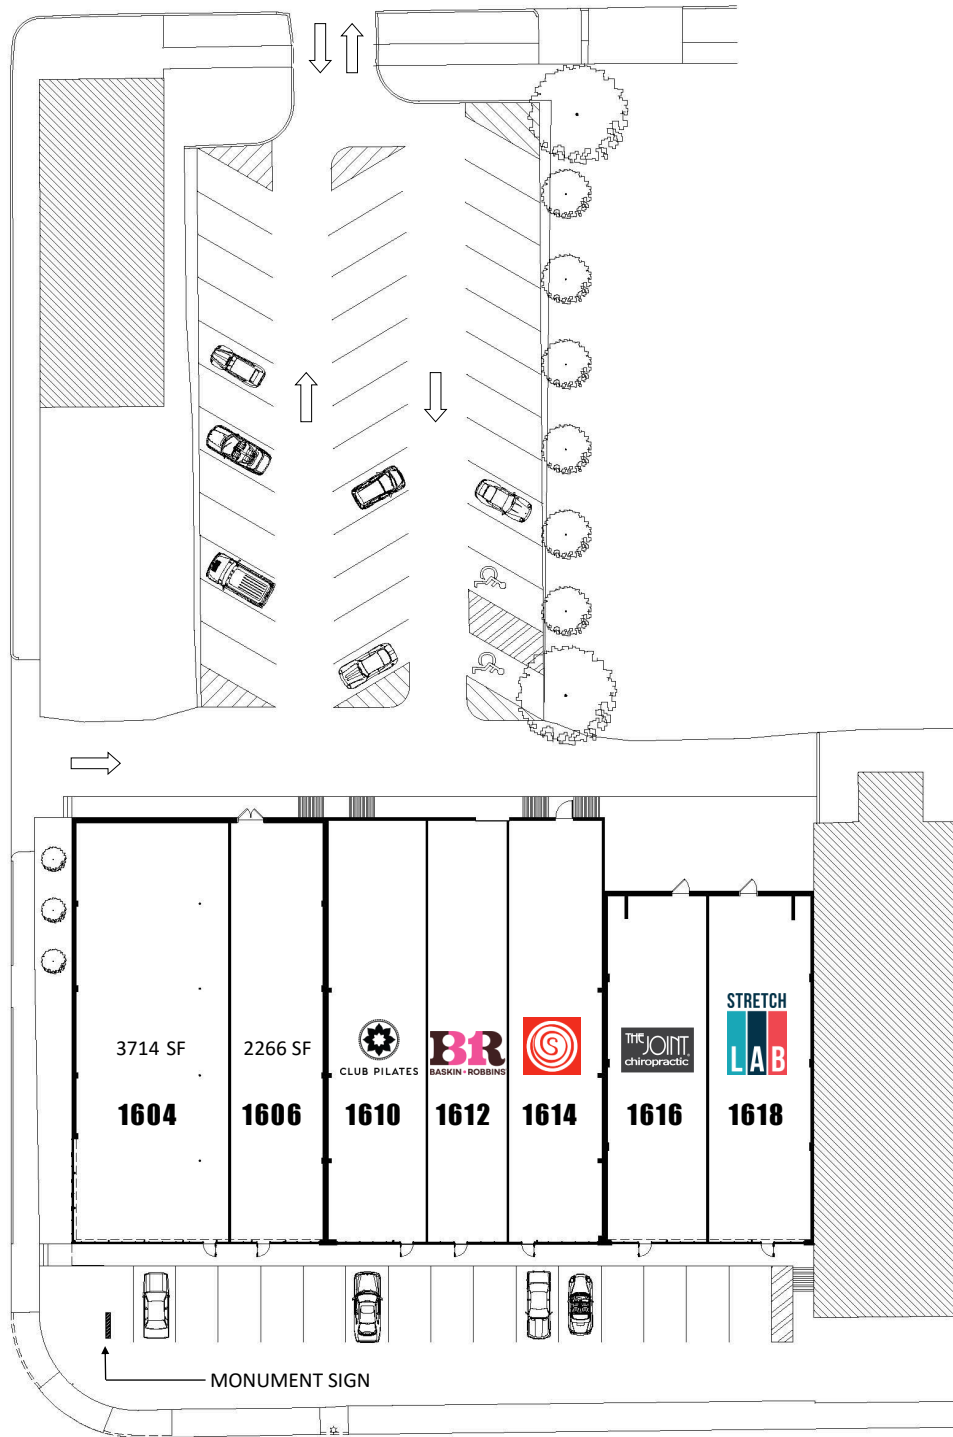 3714 SF
2266 SF
1604
1606
CLUB PILATES
1610
BR
BASKIN • ROBBINS
1612
S
1614
THE JOINT
chiropractic
1616
STRETCH
LAB
1618
MONUMENT SIGN